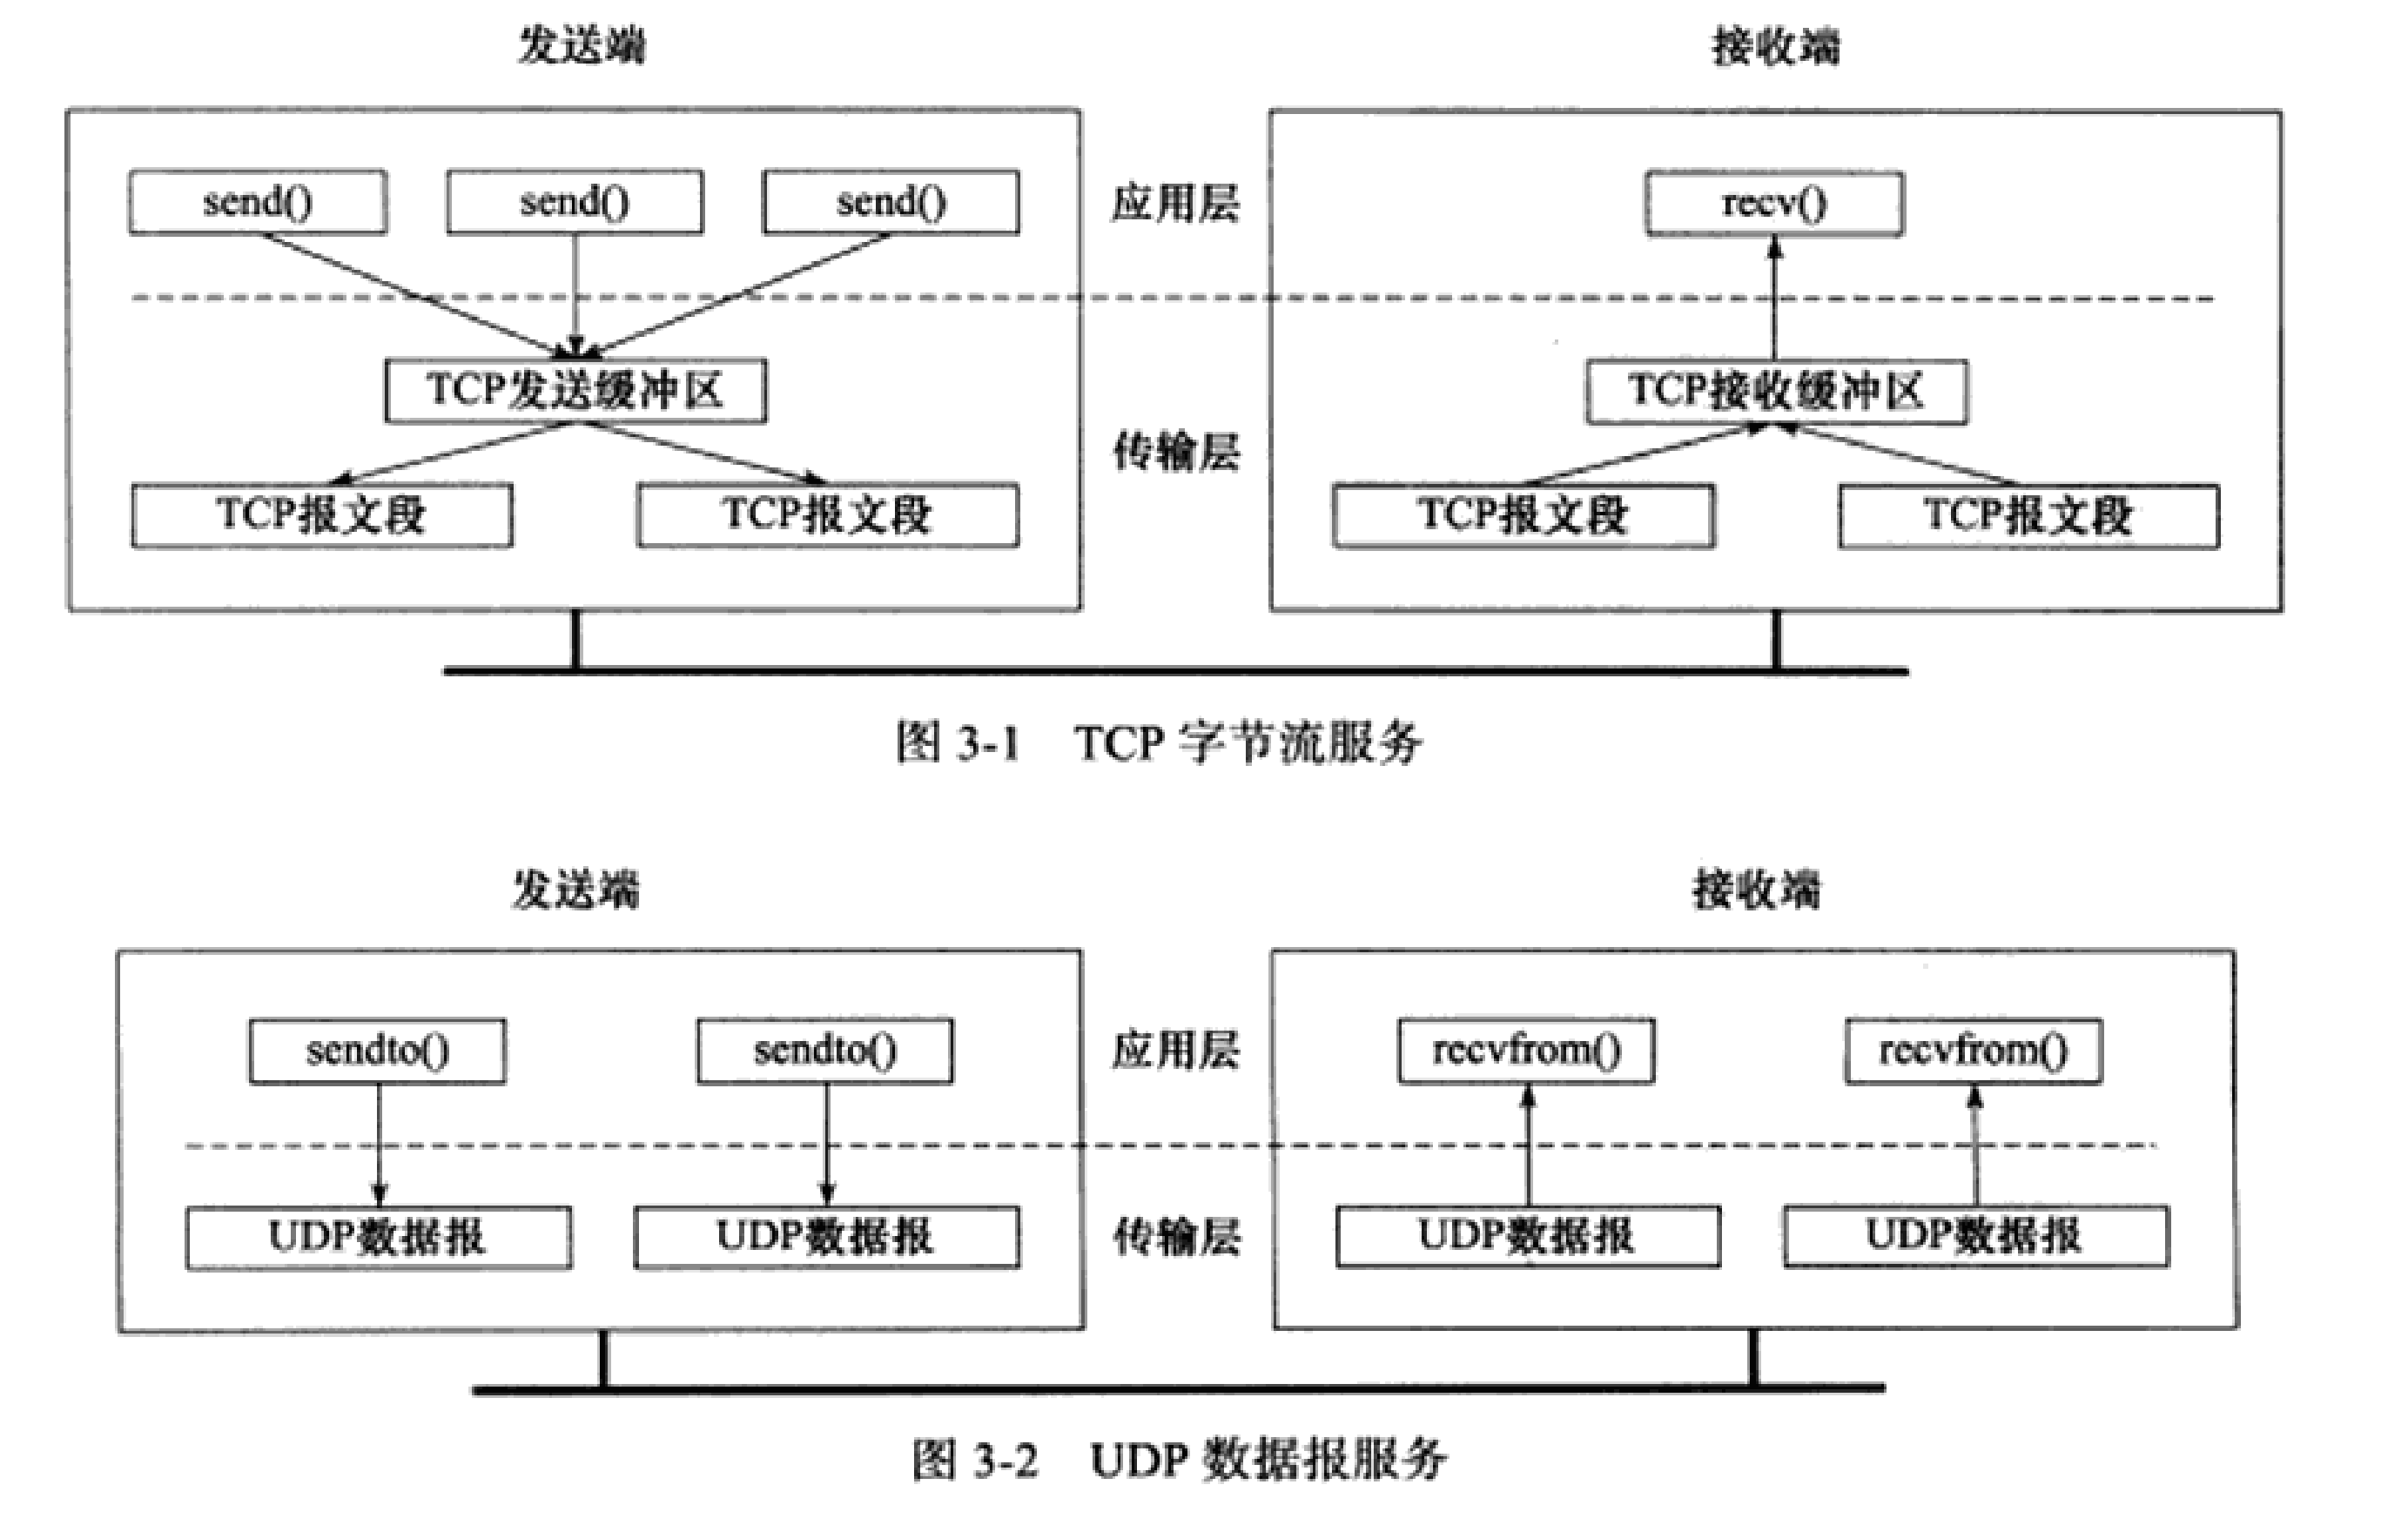 发送端 接收端
send() send() send() 应用层 recv()
TCP发送缓冲区 TCP接收缓冲区
传输层
TCP报文段 TCP报文段 TCP报文段 TCP报文段
图 3-1 TCP 字节流服务
发送端 接收端
sendto() sendto() 应用层 recvfrom() recvfrom()
UDP数据报 UDP数据报 传输层 UDP数据报 UDP数据报
图 3-2 UDP 数据报服务